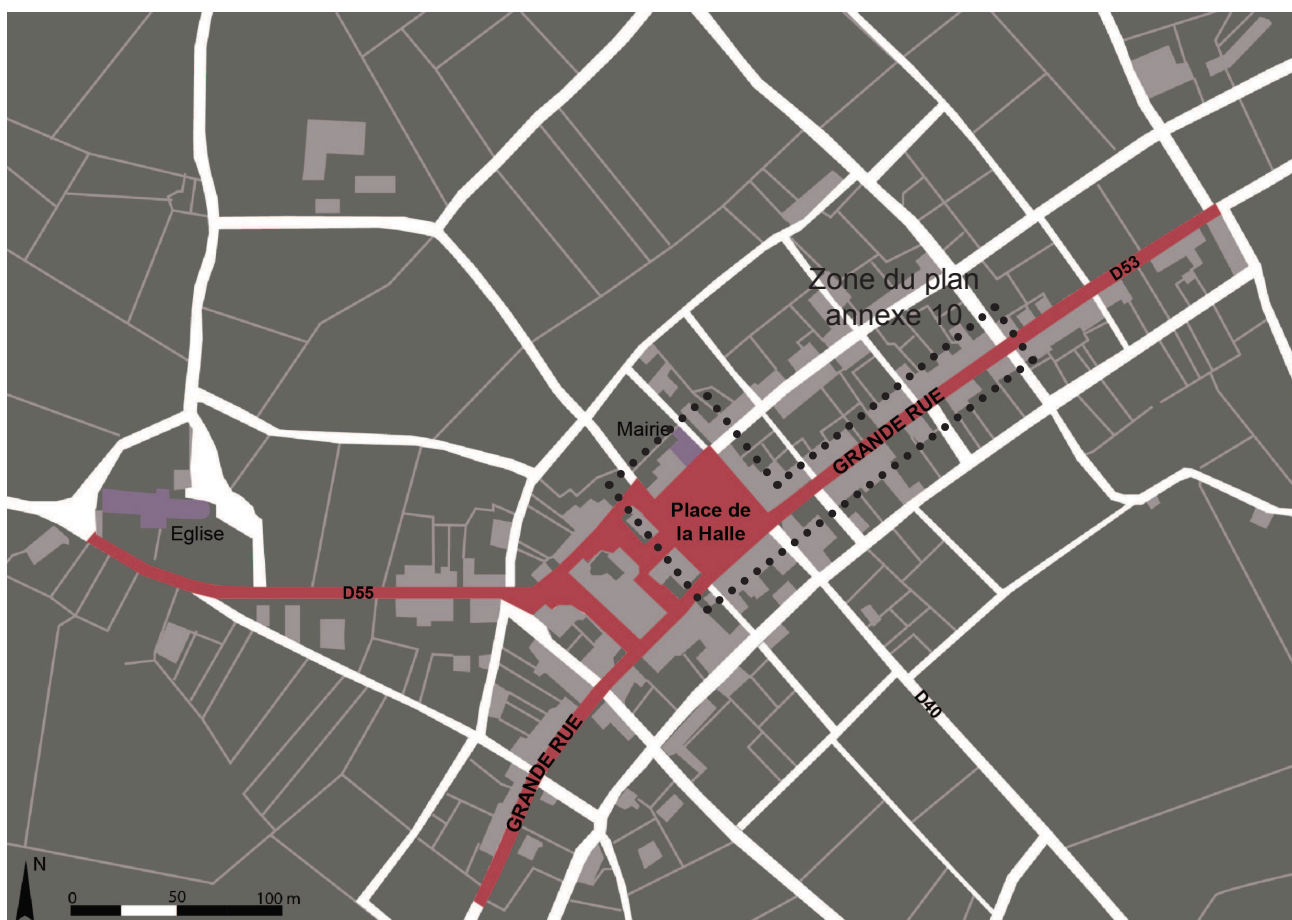 Zone du plan
annexe 10
D53
GRANDE RUE
Mairie
Place de
la Halle
Eglise
D55
D40
GRANDE RUE
N
0 50 100 m